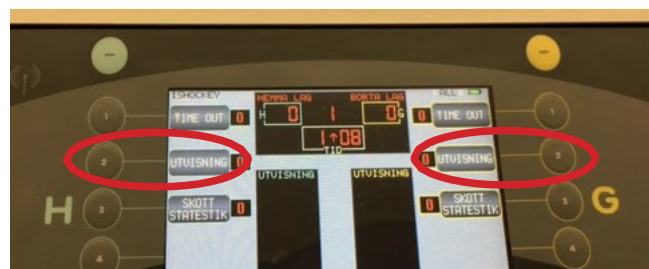 ISHOCKEY HEMMA LAG BORTA LAG ALL
1 TIME OUT 0 H 0 1 0 G 0 TIME OUT 1
1↑08
TID
2 UTVISNING 0 0 UTVISNING 2
UTVISNING UTVISNING
H 3 SKOTT STATESTIK 0 0 SKOTT STATESTIK 3 G
4 4